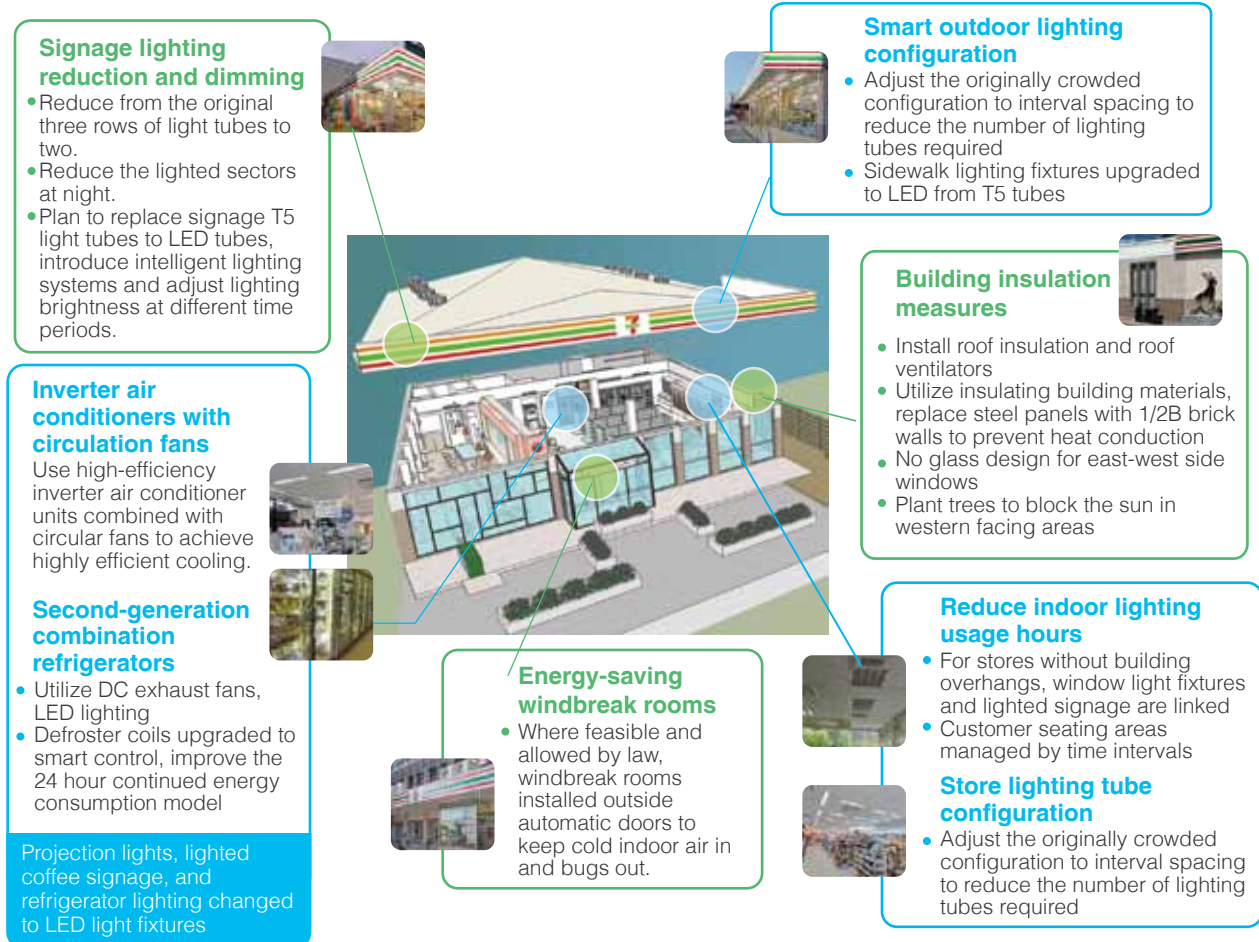 Signage lighting
reduction and dimming
• Reduce from the original
three rows of light tubes to
two.
• Reduce the lighted sectors
at night.
• Plan to replace signage T5
light tubes to LED tubes,
introduce intelligent lighting
systems and adjust lighting
brightness at different time
periods.
Smart outdoor lighting
configuration
• Adjust the originally crowded
configuration to interval spacing to
reduce the number of lighting
tubes required
• Sidewalk lighting fixtures upgraded
to LED from T5 tubes
Building insulation
measures
• Install roof insulation and roof
ventilators
• Utilize insulating building materials,
replace steel panels with 1/2B brick
walls to prevent heat conduction
• No glass design for east-west side
windows
• Plant trees to block the sun in
western facing areas
7
Inverter air
conditioners with
circulation fans
Use high-efficiency
inverter air conditioner
units combined with
circular fans to achieve
highly efficient cooling.
Second-generation
combination
refrigerators
• Utilize DC exhaust fans,
LED lighting
• Defroster coils upgraded to
smart control, improve the
24 hour continued energy
consumption model
Projection lights, lighted
coffee signage, and
refrigerator lighting changed
to LED light fixtures
Energy-saving
windbreak rooms
• Where feasible and
allowed by law,
windbreak rooms
installed outside
automatic doors to
keep cold indoor air in
and bugs out.
Reduce indoor lighting
usage hours
• For stores without building
overhangs, window light fixtures
and lighted signage are linked
• Customer seating areas
managed by time intervals
Store lighting tube
configuration
• Adjust the originally crowded
configuration to interval spacing
to reduce the number of lighting
tubes required